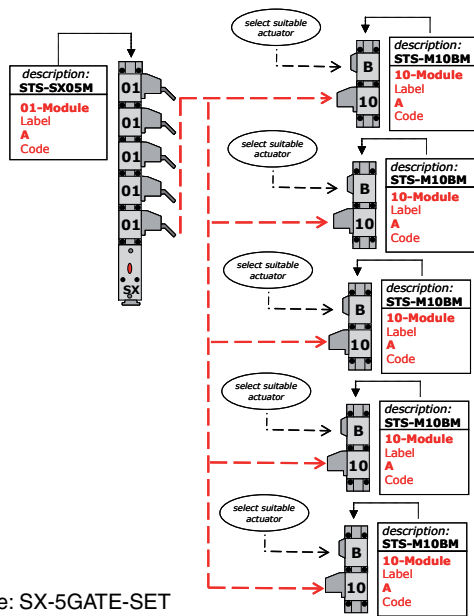 description:
STS-SX05M
01-Module
Label
A
Code
01
01
01
01
01
SX
select suitable
actuator
B
10
description:
STS-M10BM
10-Module
Label
A
Code
select suitable
actuator
B
10
description:
STS-M10BM
10-Module
Label
A
Code
select suitable
actuator
B
10
description:
STS-M10BM
10-Module
Label
A
Code
select suitable
actuator
B
10
description:
STS-M10BM
10-Module
Label
A
Code
select suitable
actuator
B
10
description:
STS-M10BM
10-Module
Label
A
Code
e: SX-5GATE-SET